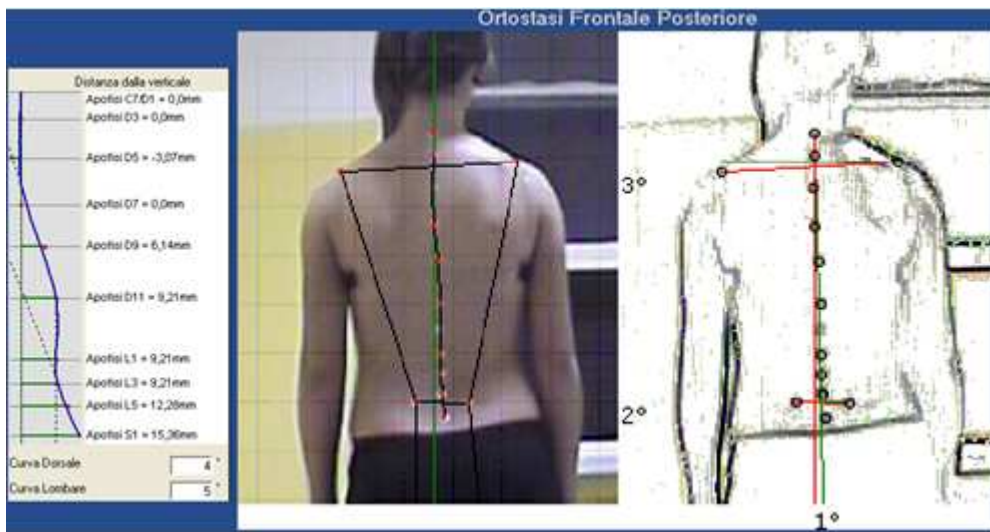 Ortostasi Frontale Posteriore
Distanza dalla verticale
Apofisi C7/D1 = 0,0mm
Apofisi D3 = 0,0mm
Apofisi D5 = -3,07mm
Apofisi D7 = 0,0mm
Apofisi D9 = 6,14mm
Apofisi D11 = 9,21mm
Apofisi L1 = 9,21mm
Apofisi L3 = 9,21mm
Apofisi L5 = 12,28mm
Apofisi S1 = 15,36mm
Curva Dorsale 4 °
Curva Lombare 5 °
3°
2°
1°